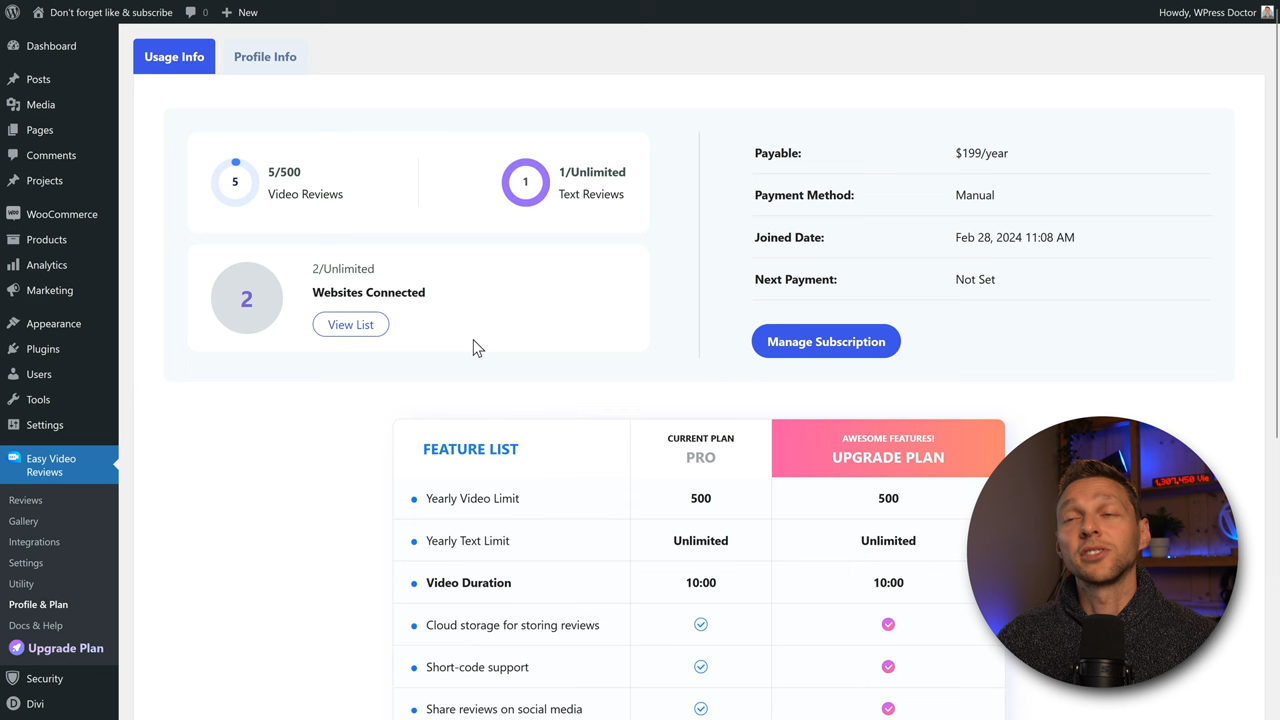 Don't forget like & subscribe
0
New
Howdy, WPress Doctor
Dashboard
Posts
Media
Pages
Comments
Projects
WooCommerce
Products
Analytics
Marketing
Appearance
Plugins
Users
Tools
Settings
Easy Video
Reviews
Reviews
Gallery
Integrations
Settings
Utility
Profile & Plan
Docs & Help
Upgrade Plan
Security
Divi
Usage Info
Profile Info
5
5/500
Video Reviews
1
1/Unlimited
Text Reviews
2
2/Unlimited
Websites Connected
View List
Payable: $199/year
Payment Method: Manual
Joined Date: Feb 28, 2024 11:08 AM
Next Payment: Not Set
Manage Subscription
FEATURE LIST
CURRENT PLAN
PRO
AWESOME FEATURES!
UPGRADE PLAN
Yearly Video Limit 500 500
Yearly Text Limit Unlimited Unlimited
Video Duration 10:00 10:00
Cloud storage for storing reviews
Short-code support
Share reviews on social media